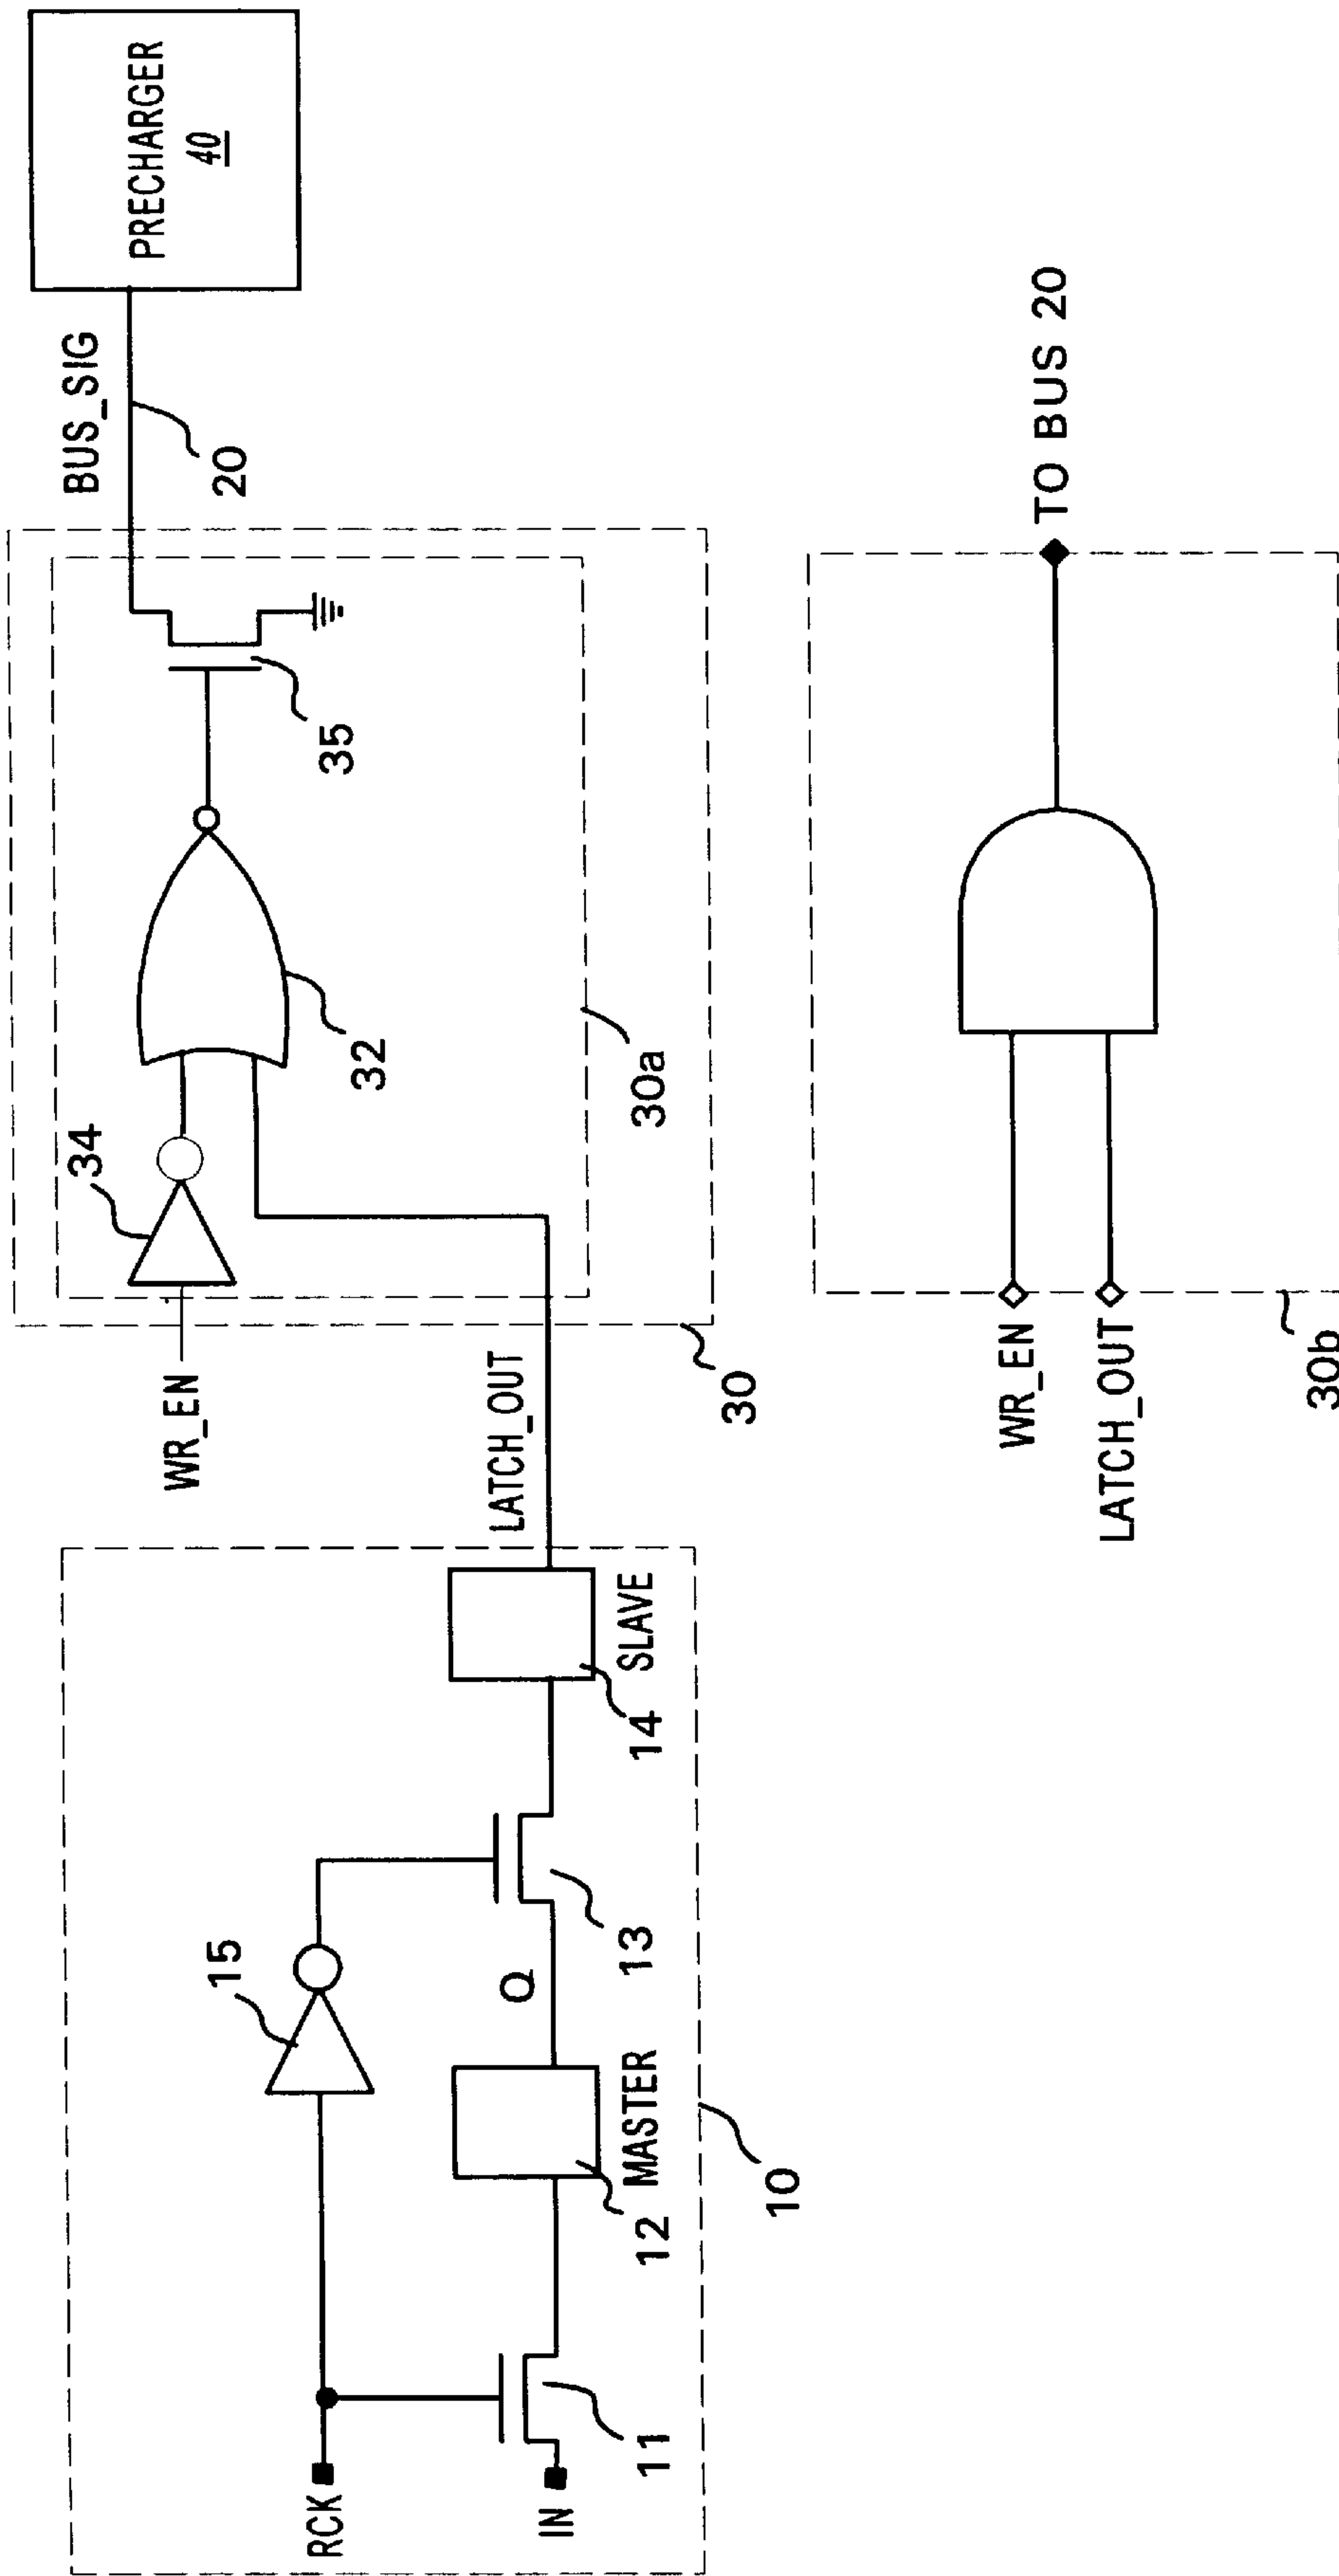 RCK
IN
11
15
12
MASTER
Q
13
14
SLAVE
10
LATCH_OUT
WR_EN
34
32
35
30a
30
BUS_SIG
20
PRECHARGER
40
WR_EN
LATCH_OUT
30b
TO BUS 20